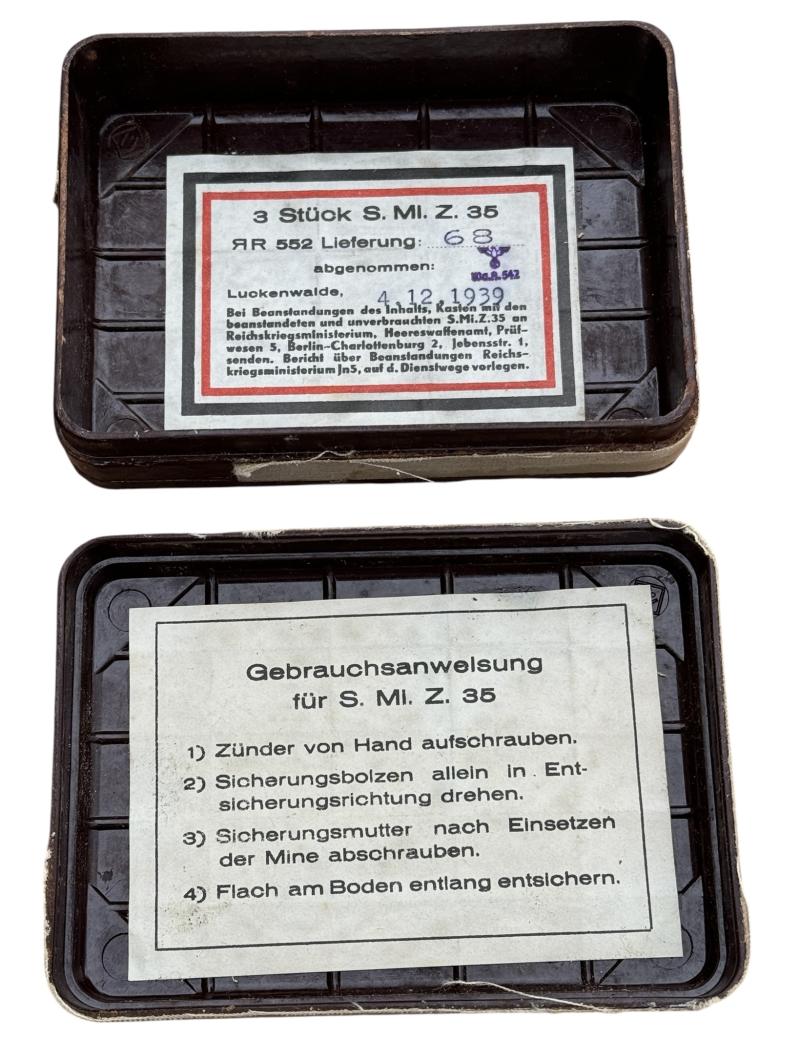 3 Stück S. Mi. Z. 35
ЯR 552 Lieferung: 68
abgenommen:
Wa.A.542
Luckenwalde, 4.12.1939
Bei Beanstandungen des Inhalts, Kasten mit den
beanstandeten und unverbrauchten S.Mi.Z.35 an
Reichskriegsministerium, Heereswaffenamt, Prüf-
wesen 5, Berlin-Charlottenburg 2, Jebensstr. 1,
senden. Bericht über Beanstandungen Reichs-
kriegsministerium Jn5, auf d. Dienstwege vorlegen.
Gebrauchsanweisung
für S. Mi. Z. 35
1) Zünder von Hand aufschrauben.
2) Sicherungsbolzen allein in Ent-
sicherungsrichtung drehen.
3) Sicherungsmutter nach Einsetzen
der Mine abschrauben.
4) Flach am Boden entlang entsichern.